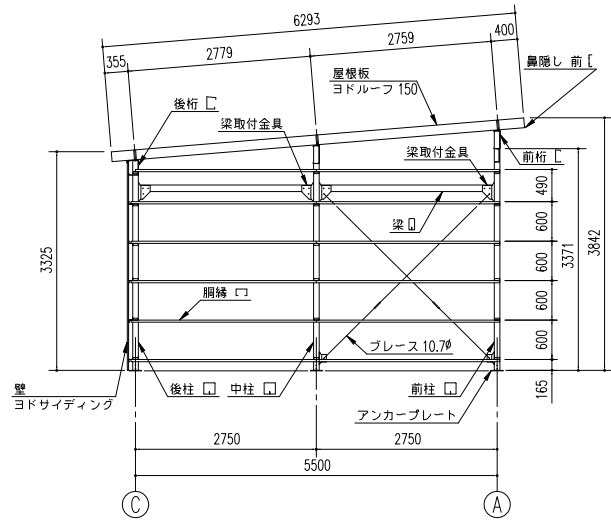 6293
355
2779
2759
400
屋根板
ヨドルーフ 150
鼻隠し 前
後桁
梁取付金具
梁取付金具
前桁
梁
490
600
600
600
600
165
3325
3371
3842
胴縁
ブレース 10.7φ
壁
ヨドサイディング
後柱
中柱
前柱
アンカープレート
2750
2750
5500
C
A